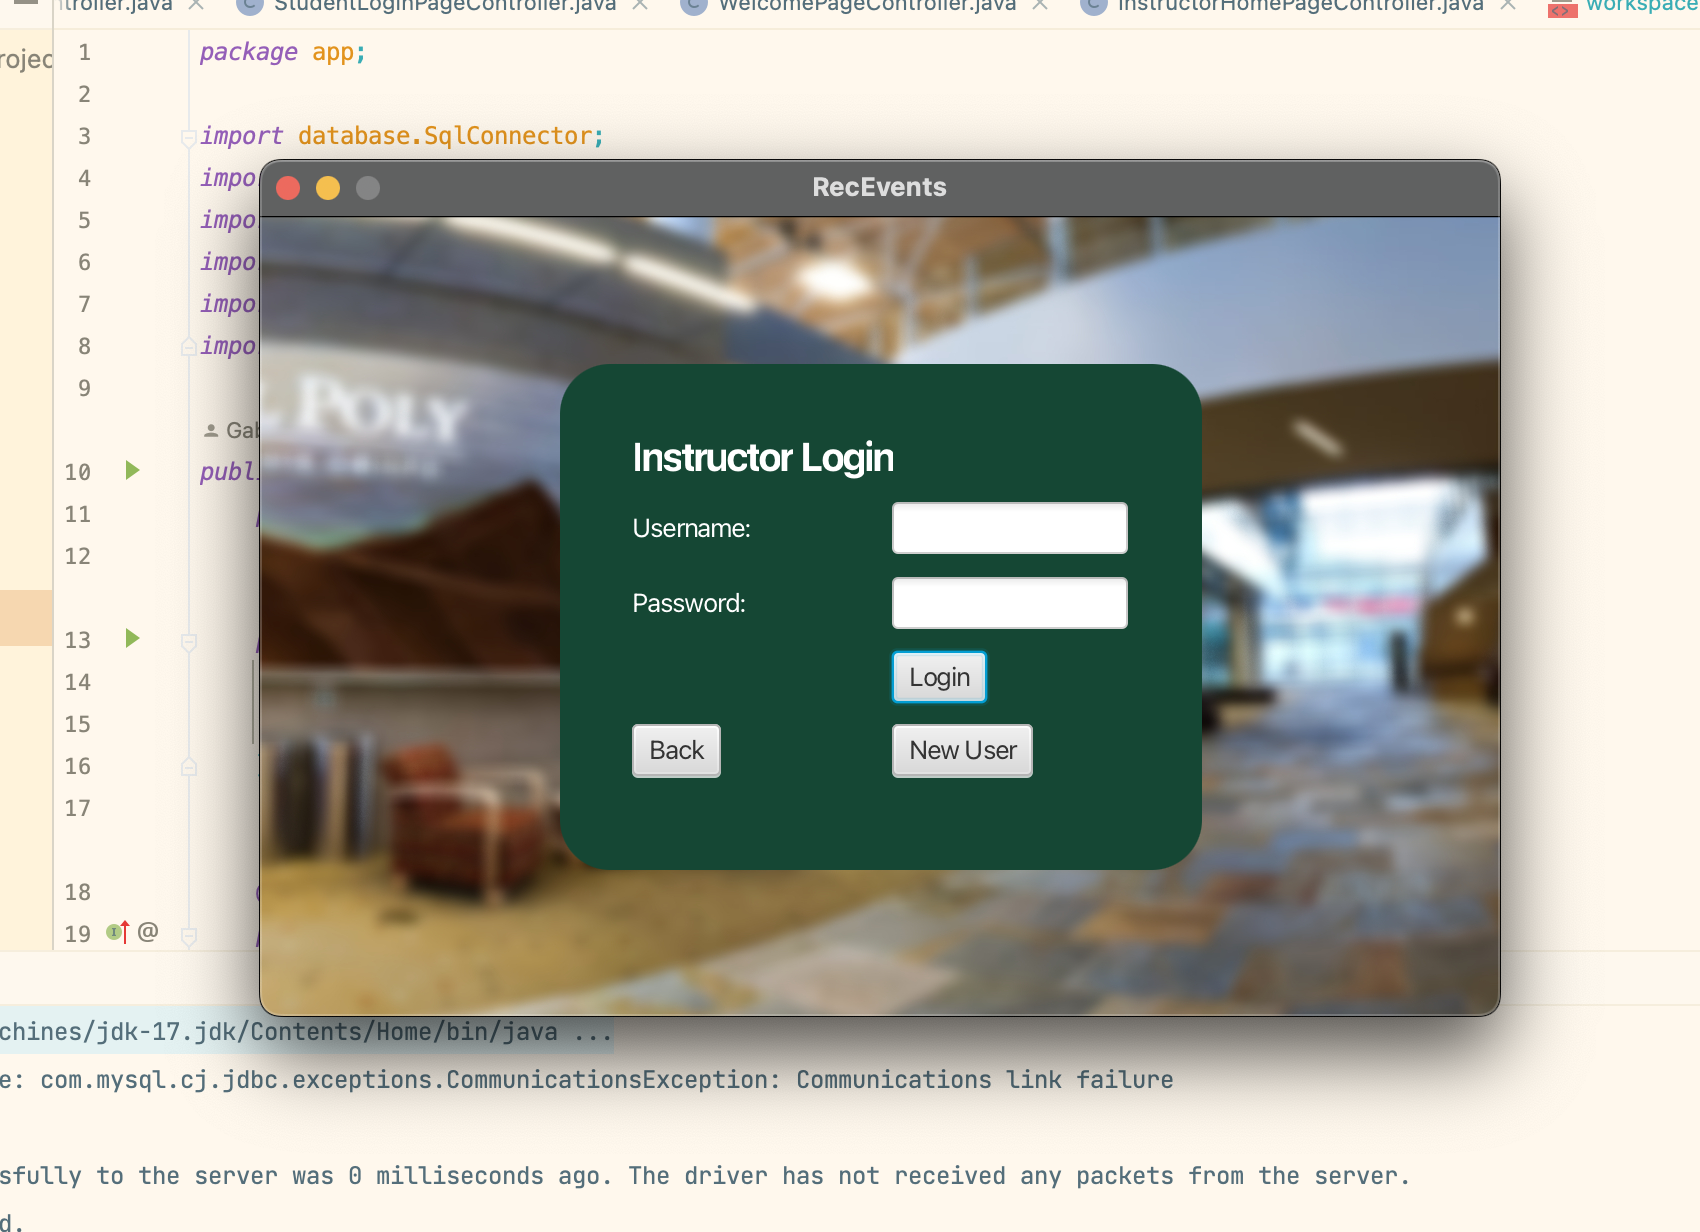 ntroller.java StudentLoginPageController.java WelcomePageController.java InstructorHomePageController.java workspace
rojec
1 package app;
2
3 import database.SqlConnector;
4 impo
5 impo
6 impo
7 impo
8 impo
9
Gab
10 publ
11
12
13
14
15
16
17
18
19 @
RecEvents
L POLY
Instructor Login
Username:
Password:
Login
Back New User
chines/jdk-17.jdk/Contents/Home/bin/java ...
e: com.mysql.cj.jdbc.exceptions.CommunicationsException: Communications link failure
sfully to the server was 0 milliseconds ago. The driver has not received any packets from the server.
d.